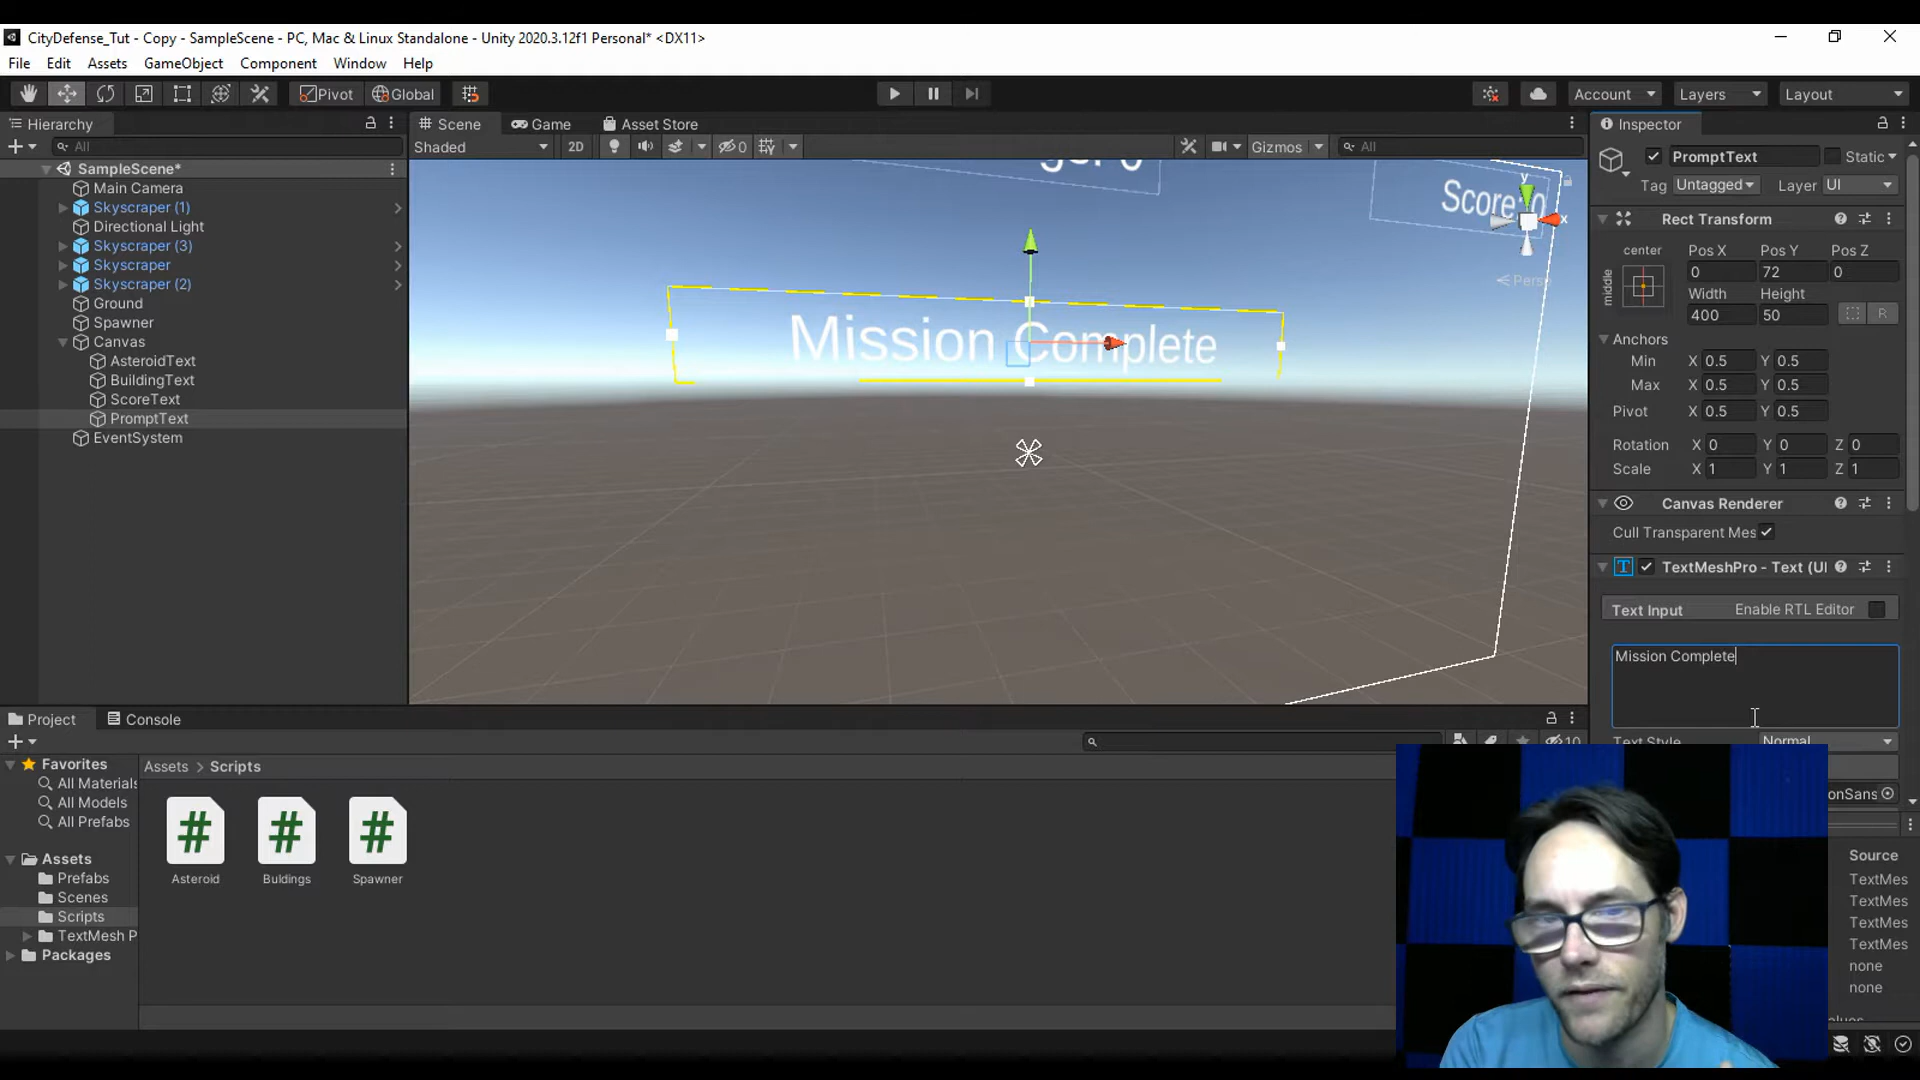 CityDefense_Tut - Copy - SampleScene - PC, Mac & Linux Standalone - Unity 2020.3.12f1 Personal* <DX11>
File Edit Assets GameObject Component Window Help
Pivot Global Account Layers Layout
Hierarchy
All
SampleScene*
Main Camera
Skyscraper (1)
Directional Light
Skyscraper (3)
Skyscraper
Skyscraper (2)
Ground
Spawner
Canvas
AsteroidText
BuildingText
ScoreText
PromptText
EventSystem
Scene Game Asset Store
Shaded 2D 0 Gizmos All
Score: 0
y
x
Persp
Mission Complete
Inspector
PromptText Static
Tag Untagged Layer UI
Rect Transform
center Pos X Pos Y Pos Z
middle 0 72 0
Width Height
400 50 R
Anchors
Min X 0.5 Y 0.5
Max X 0.5 Y 0.5
Pivot X 0.5 Y 0.5
Rotation X 0 Y 0 Z 0
Scale X 1 Y 1 Z 1
Canvas Renderer
Cull Transparent Mes
TextMeshPro - Text (UI
Text Input Enable RTL Editor
Mission Complete
Text Style Normal
onSans
Source
TextMes
TextMes
TextMes
TextMes
none
none
alues
Project Console
10
Favorites
All Materials
All Models
All Prefabs
Assets
Prefabs
Scenes
Scripts
TextMesh P
Packages
Assets > Scripts
# # #
Asteroid Buldings Spawner